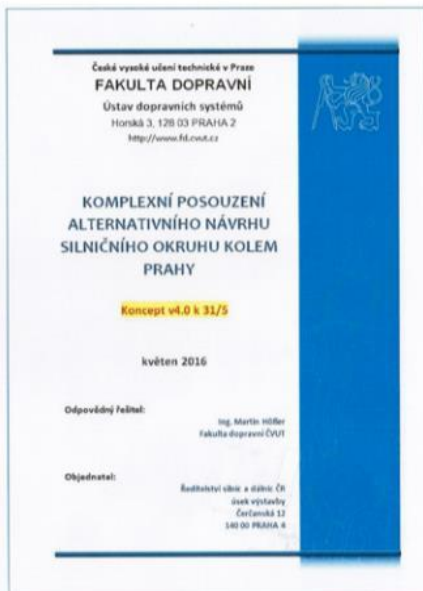 České vysoké učení technické v Praze
FAKULTA DOPRAVNÍ
Ústav dopravních systémů
Horská 3, 128 03 PRAHA 2
http://www.fd.cvut.cz
KOMPLEXNÍ POSOUZENÍ
ALTERNATIVNÍHO NÁVRHU
SILNIČNÍHO OKRUHU KOLEM
PRAHY
Koncept v4.0 k 31/5
květen 2016
Odpovědný řešitel:
Ing. Martin Höfler
Fakulta dopravní ČVUT
Objednatel:
Ředitelství silnic a dálnic ČR
úsek výstavby
Čerčanská 12
140 00 PRAHA 4